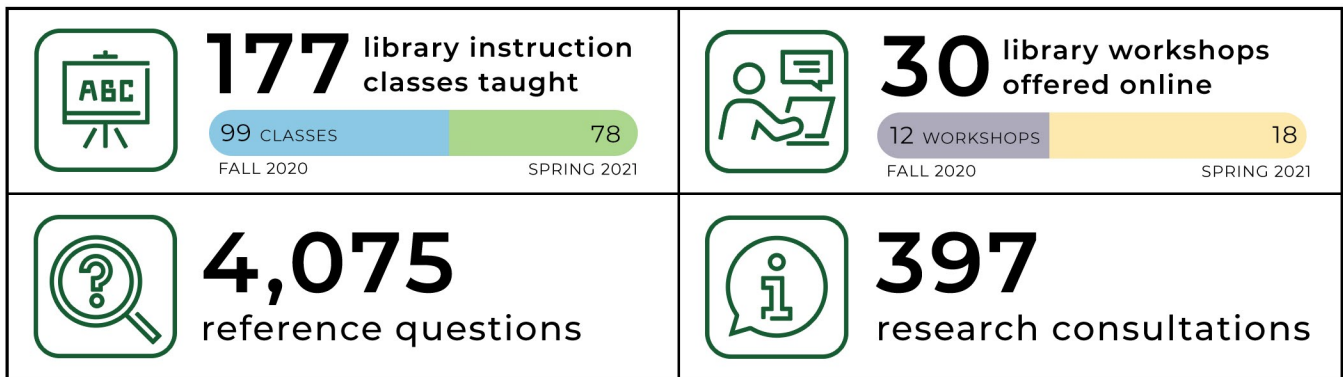 ABC
177 library instruction
classes taught
99 CLASSES 78
FALL 2020 SPRING 2021
30 library workshops
offered online
12 WORKSHOPS 18
FALL 2020 SPRING 2021
?
4,075
reference questions
i
397
research consultations